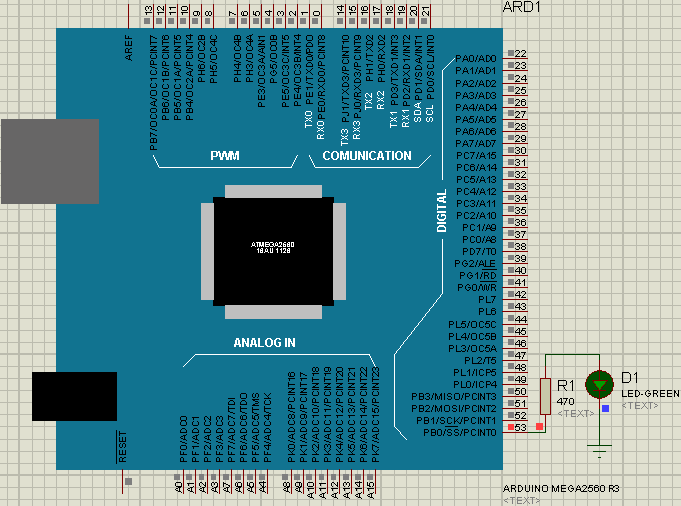 ARD1
13
12
11
10
9
8
7
6
5
4
3
2
1
0
14
15
16
17
18
19
20
21
AREF
PB7/OC0A/OC1C/PCINT7
PB6/OC1B/PCINT6
PB5/OC1A/PCINT5
PB4/OC2A/PCINT4
PH6/OC2B
PH5/OC4C
PH4/OC4B
PH3/OC4A
PE3/OC3A/AIN1
PG5/OC0B
PE5/OC3C/INT5
PE4/OC3B/INT4
PE1/TXD0/PDO
PE0/RXD0/PCINT8
PJ1/TXD3/PCINT10
PJ0/RXD3/PCINT9
PH1/TXD2
PH0/RXD2
PD3/TXD1/INT3
PD2/RXD1/INT2
PD1/SDA/INT1
PD0/SCL/INT0
TX0
RX0
TX3
RX3
TX2
RX2
TX1
RX1
SDA
SCL
PWM
COMUNICATION
PA0/AD0 22
PA1/AD1 23
PA2/AD2 24
PA3/AD3 25
PA4/AD4 26
PA5/AD5 27
PA6/AD6 28
PA7/AD7 29
PC7/A15 30
PC6/A14 31
PC5/A13 32
PC4/A12 33
PC3/A11 34
PC2/A10 35
PC1/A9 36
PC0/A8 37
PD7/T0 38
PG2/ALE 39
PG1/RD 40
PG0/WR 41
PL7 42
PL6 43
PL5/OC5C 44
PL4/OC5B 45
PL3/OC5A 46
PL2/T5 47
PL1/ICP5 48
PL0/ICP4 49
PB3/MISO/PCINT3 50
PB2/MOSI/PCINT2 51
PB1/SCK/PCINT1 52
PB0/SS/PCINT0 53
DIGITAL
ATMEGA2560
16AU 1126
ANALOG IN
RESET
PF0/ADC0
PF1/ADC1
PF2/ADC2
PF3/ADC3
PF7/ADC7/TDI
PF6/ADC6/TDO
PF5/ADC5/TMS
PF4/ADC4/TCK
PK0/ADC8/PCINT16
PK1/ADC9/PCINT17
PK2/ADC10/PCINT18
PK3/ADC11/PCINT19
PK4/ADC12/PCINT20
PK5/ADC13/PCINT21
PK6/ADC14/PCINT22
PK7/ADC15/PCINT23
A0
A1
A2
A3
A7
A6
A5
A4
A8
A9
A10
A11
A12
A13
A14
A15
R1
470
<TEXT>
D1
LED-GREEN
<TEXT>
ARDUINO MEGA2560 R3
<TEXT>